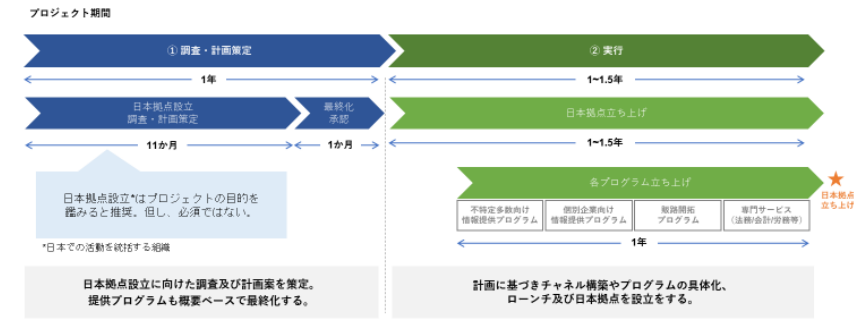 プロジェクト期間
① 調査・計画策定
② 実行
1年
1~1.5年
日本拠点設立
調査・計画策定
最終化
承認
日本拠点立ち上げ
11か月
1か月
1~1.5年
各プログラム立ち上げ
日本拠点
立ち上げ
不特定多数向け
情報提供プログラム
個別企業向け
情報提供プログラム
販路開拓
プログラム
専門サービス
(法務/会計/労務等)
1年
日本拠点設立*はプロジェクトの目的を
鑑みると推奨。但し、必須ではない。
*日本での活動を統括する組織
日本拠点設立に向けた調査及び計画案を策定。
提供プログラムも概要ベースで最終化する。
計画に基づきチャネル構築やプログラムの具体化、
ローンチ及び日本拠点を設立をする。